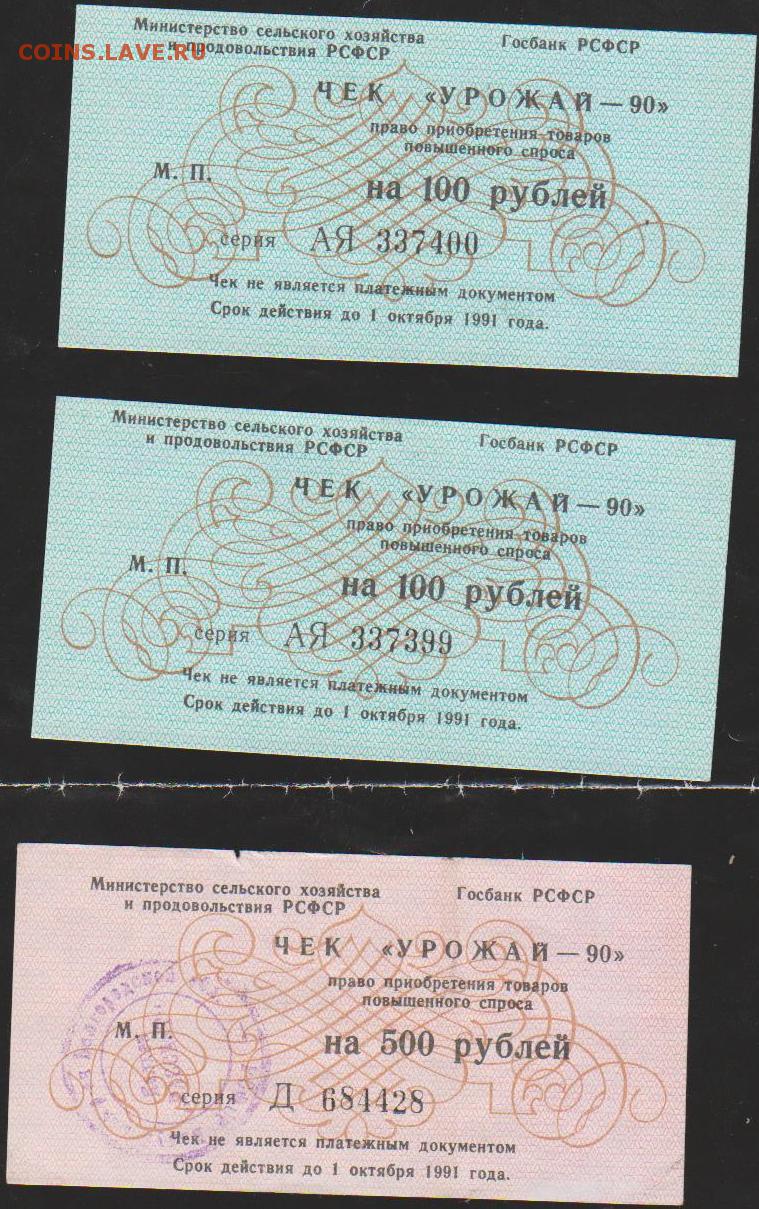 COINS.LAVE.RU
Министерство сельского хозяйства
и продовольствия РСФСР
Госбанк РСФСР
ЧЕК «УРОЖАЙ — 90»
право приобретения товаров
повышенного спроса
М. П.
на 100 рублей
серия АЯ 337400
Чек не является платежным документом
Срок действия до 1 октября 1991 года.
Министерство сельского хозяйства
и продовольствия РСФСР
Госбанк РСФСР
ЧЕК «УРОЖАЙ — 90»
право приобретения товаров
повышенного спроса
М. П.
на 100 рублей
серия АЯ 337399
Чек не является платежным документом
Срок действия до 1 октября 1991 года.
Министерство сельского хозяйства
и продовольствия РСФСР
Госбанк РСФСР
ЧЕК «УРОЖАЙ — 90»
право приобретения товаров
повышенного спроса
М. П.
на 500 рублей
серия Д 684428
Чек не является платежным документом
Срок действия до 1 октября 1991 года.